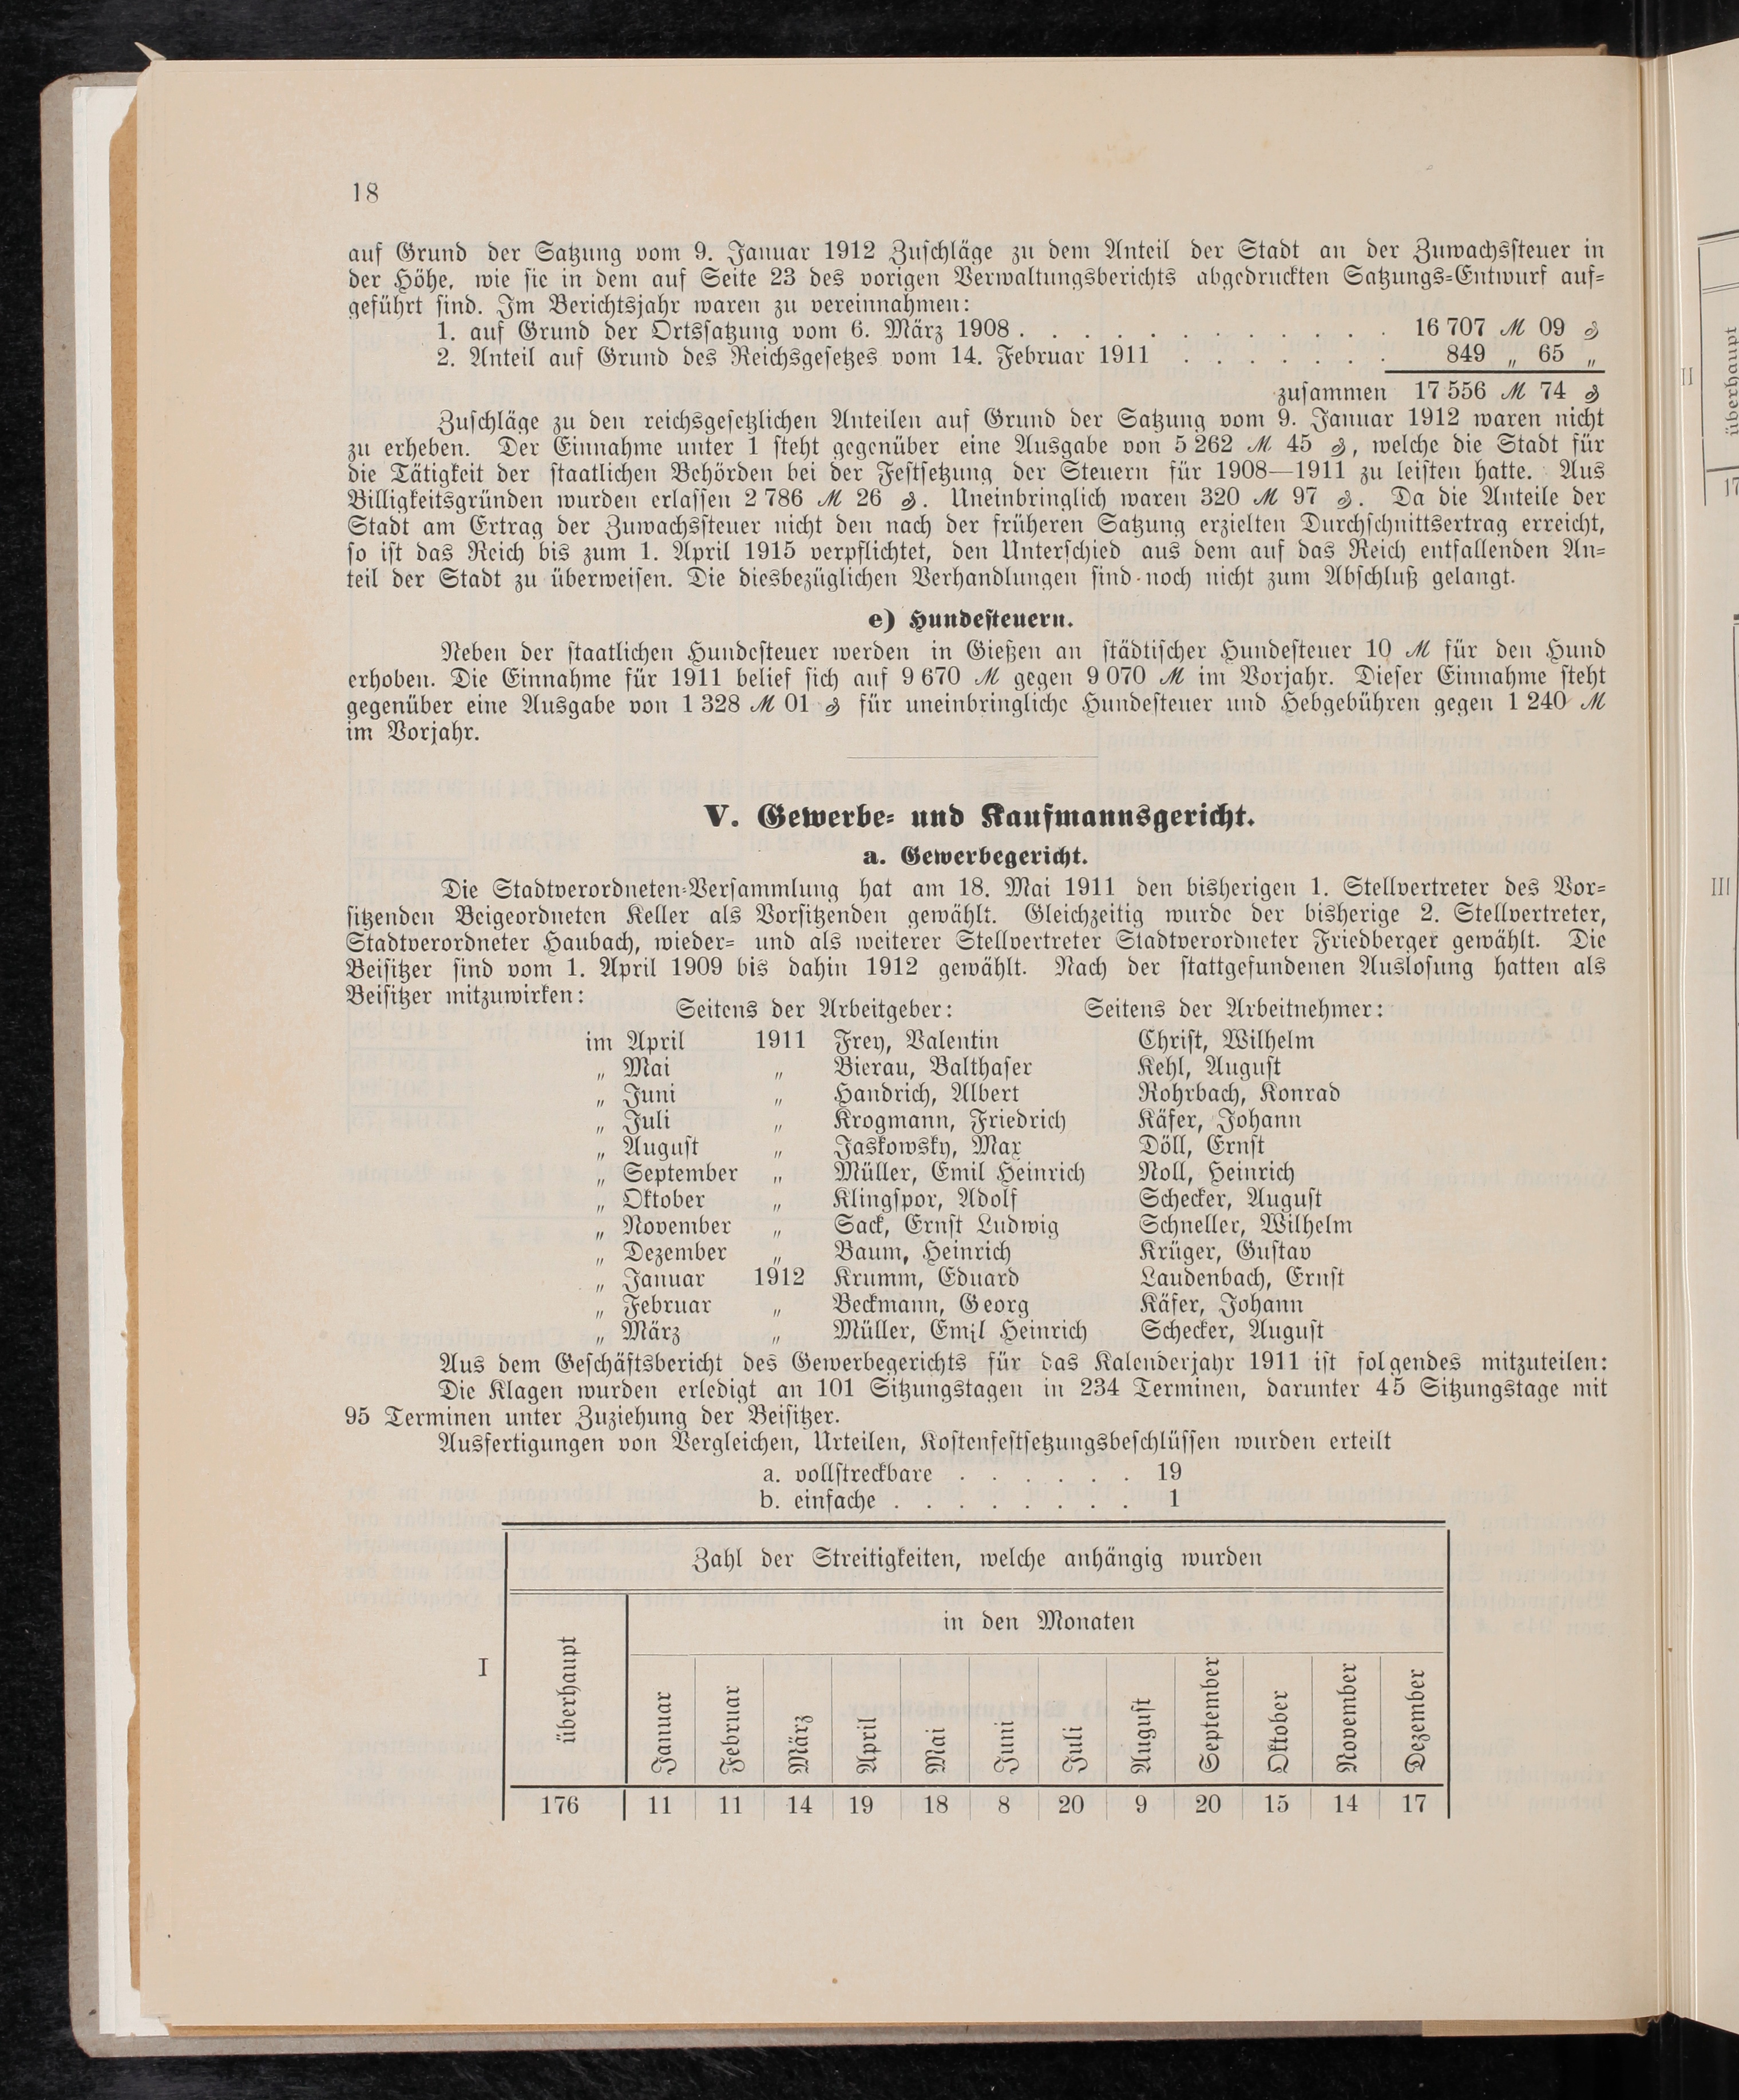 18
auf Grund der Satzung vom 9. Januar 1912 Zuschläge zu dem Anteil der Stadt an der Zuwachssteuer in
der Höhe, wie sie in dem auf Seite 23 des vorigen Verwaltungsberichts abgedruckten Satzungs-Entwurf auf-
geführt sind. Im Berichtsjahr waren zu vereinnahmen:
1. auf Grund der Ortssatzung vom 6. März 1908 . . . . . . . . . . . . 16 707 ℳ 09 ₰
2. Anteil auf Grund des Reichsgesetzes vom 14. Februar 1911 . . . . . . . 849 „ 65 „
zusammen 17 556 ℳ 74 ₰
Zuschläge zu den reichsgesetzlichen Anteilen auf Grund der Satzung vom 9. Januar 1912 waren nicht
zu erheben. Der Einnahme unter 1 steht gegenüber eine Ausgabe von 5 262 ℳ 45 ₰, welche die Stadt für
die Tätigkeit der staatlichen Behörden bei der Festsetzung der Steuern für 1908—1911 zu leisten hatte. Aus
Billigkeitsgründen wurden erlassen 2 786 ℳ 26 ₰. Uneinbringlich waren 320 ℳ 97 ₰. Da die Anteile der
Stadt am Ertrag der Zuwachssteuer nicht den nach der früheren Satzung erzielten Durchschnittsertrag erreicht,
so ist das Reich bis zum 1. April 1915 verpflichtet, den Unterschied aus dem auf das Reich entfallenden An-
teil der Stadt zu überweisen. Die diesbezüglichen Verhandlungen sind noch nicht zum Abschluß gelangt.
e) Hundesteuern.
Neben der staatlichen Hundesteuer werden in Gießen an städtischer Hundesteuer 10 ℳ für den Hund
erhoben. Die Einnahme für 1911 belief sich auf 9 670 ℳ gegen 9 070 ℳ im Vorjahr. Dieser Einnahme steht
gegenüber eine Ausgabe von 1 328 ℳ 01 ₰ für uneinbringliche Hundesteuer und Hebgebühren gegen 1 240 ℳ
im Vorjahr.
V. Gewerbe- und Kaufmannsgericht.
a. Gewerbegericht.
Die Stadtverordneten-Versammlung hat am 18. Mai 1911 den bisherigen 1. Stellvertreter des Vor-
sitzenden Beigeordneten Keller als Vorsitzenden gewählt. Gleichzeitig wurde der bisherige 2. Stellvertreter,
Stadtverordneter Haubach, wieder- und als weiterer Stellvertreter Stadtverordneter Friedberger gewählt. Die
Beisitzer sind vom 1. April 1909 bis dahin 1912 gewählt. Nach der stattgefundenen Auslosung hatten als
Beisitzer mitzuwirken:
Seitens der Arbeitgeber: Seitens der Arbeitnehmer:
im April 1911 Frey, Valentin Christ, Wilhelm
„ Mai „ Bierau, Balthaser Kehl, August
„ Juni „ Handrich, Albert Rohrbach, Konrad
„ Juli „ Krogmann, Friedrich Käfer, Johann
„ August „ Jaskowsky, Max Döll, Ernst
„ September „ Müller, Emil Heinrich Noll, Heinrich
„ Oktober „ Klingspor, Adolf Schecker, August
„ November „ Sack, Ernst Ludwig Schneller, Wilhelm
„ Dezember „ Baum, Heinrich Krüger, Gustav
„ Januar 1912 Krumm, Eduard Laudenbach, Ernst
„ Februar „ Beckmann, Georg Käfer, Johann
„ März „ Müller, Emil Heinrich Schecker, August
Aus dem Geschäftsbericht des Gewerbegerichts für das Kalenderjahr 1911 ist folgendes mitzuteilen:
Die Klagen wurden erledigt an 101 Sitzungstagen in 234 Terminen, darunter 45 Sitzungstage mit
95 Terminen unter Zuziehung der Beisitzer.
Ausfertigungen von Vergleichen, Urteilen, Kostenfestsetzungsbeschlüssen wurden erteilt
a. vollstreckbare . . . . . . 19
b. einfache . . . . . . . . 1
Zahl der Streitigkeiten, welche anhängig wurden
in den Monaten
I
überhaupt Januar Februar März April Mai Juni Juli August September Oktober November Dezember
176 11 11 14 19 18 8 20 9 20 15 14 17
II
überhaupt
17
III